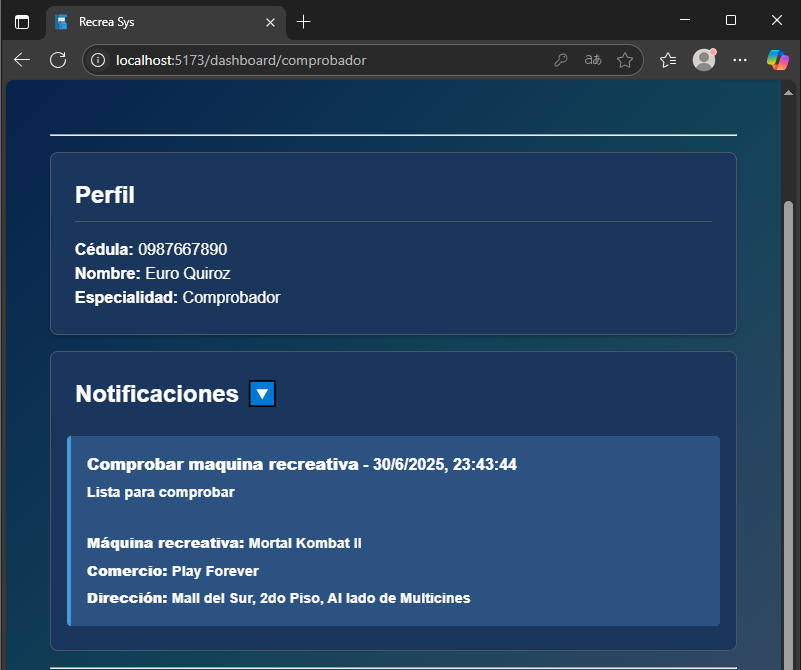 Recrea Sys
localhost:5173/dashboard/comprobador
Perfil
Cédula: 0987667890
Nombre: Euro Quiroz
Especialidad: Comprobador
Notificaciones
Comprobar maquina recreativa - 30/6/2025, 23:43:44
Lista para comprobar
Máquina recreativa: Mortal Kombat II
Comercio: Play Forever
Dirección: Mall del Sur, 2do Piso, Al lado de Multicines